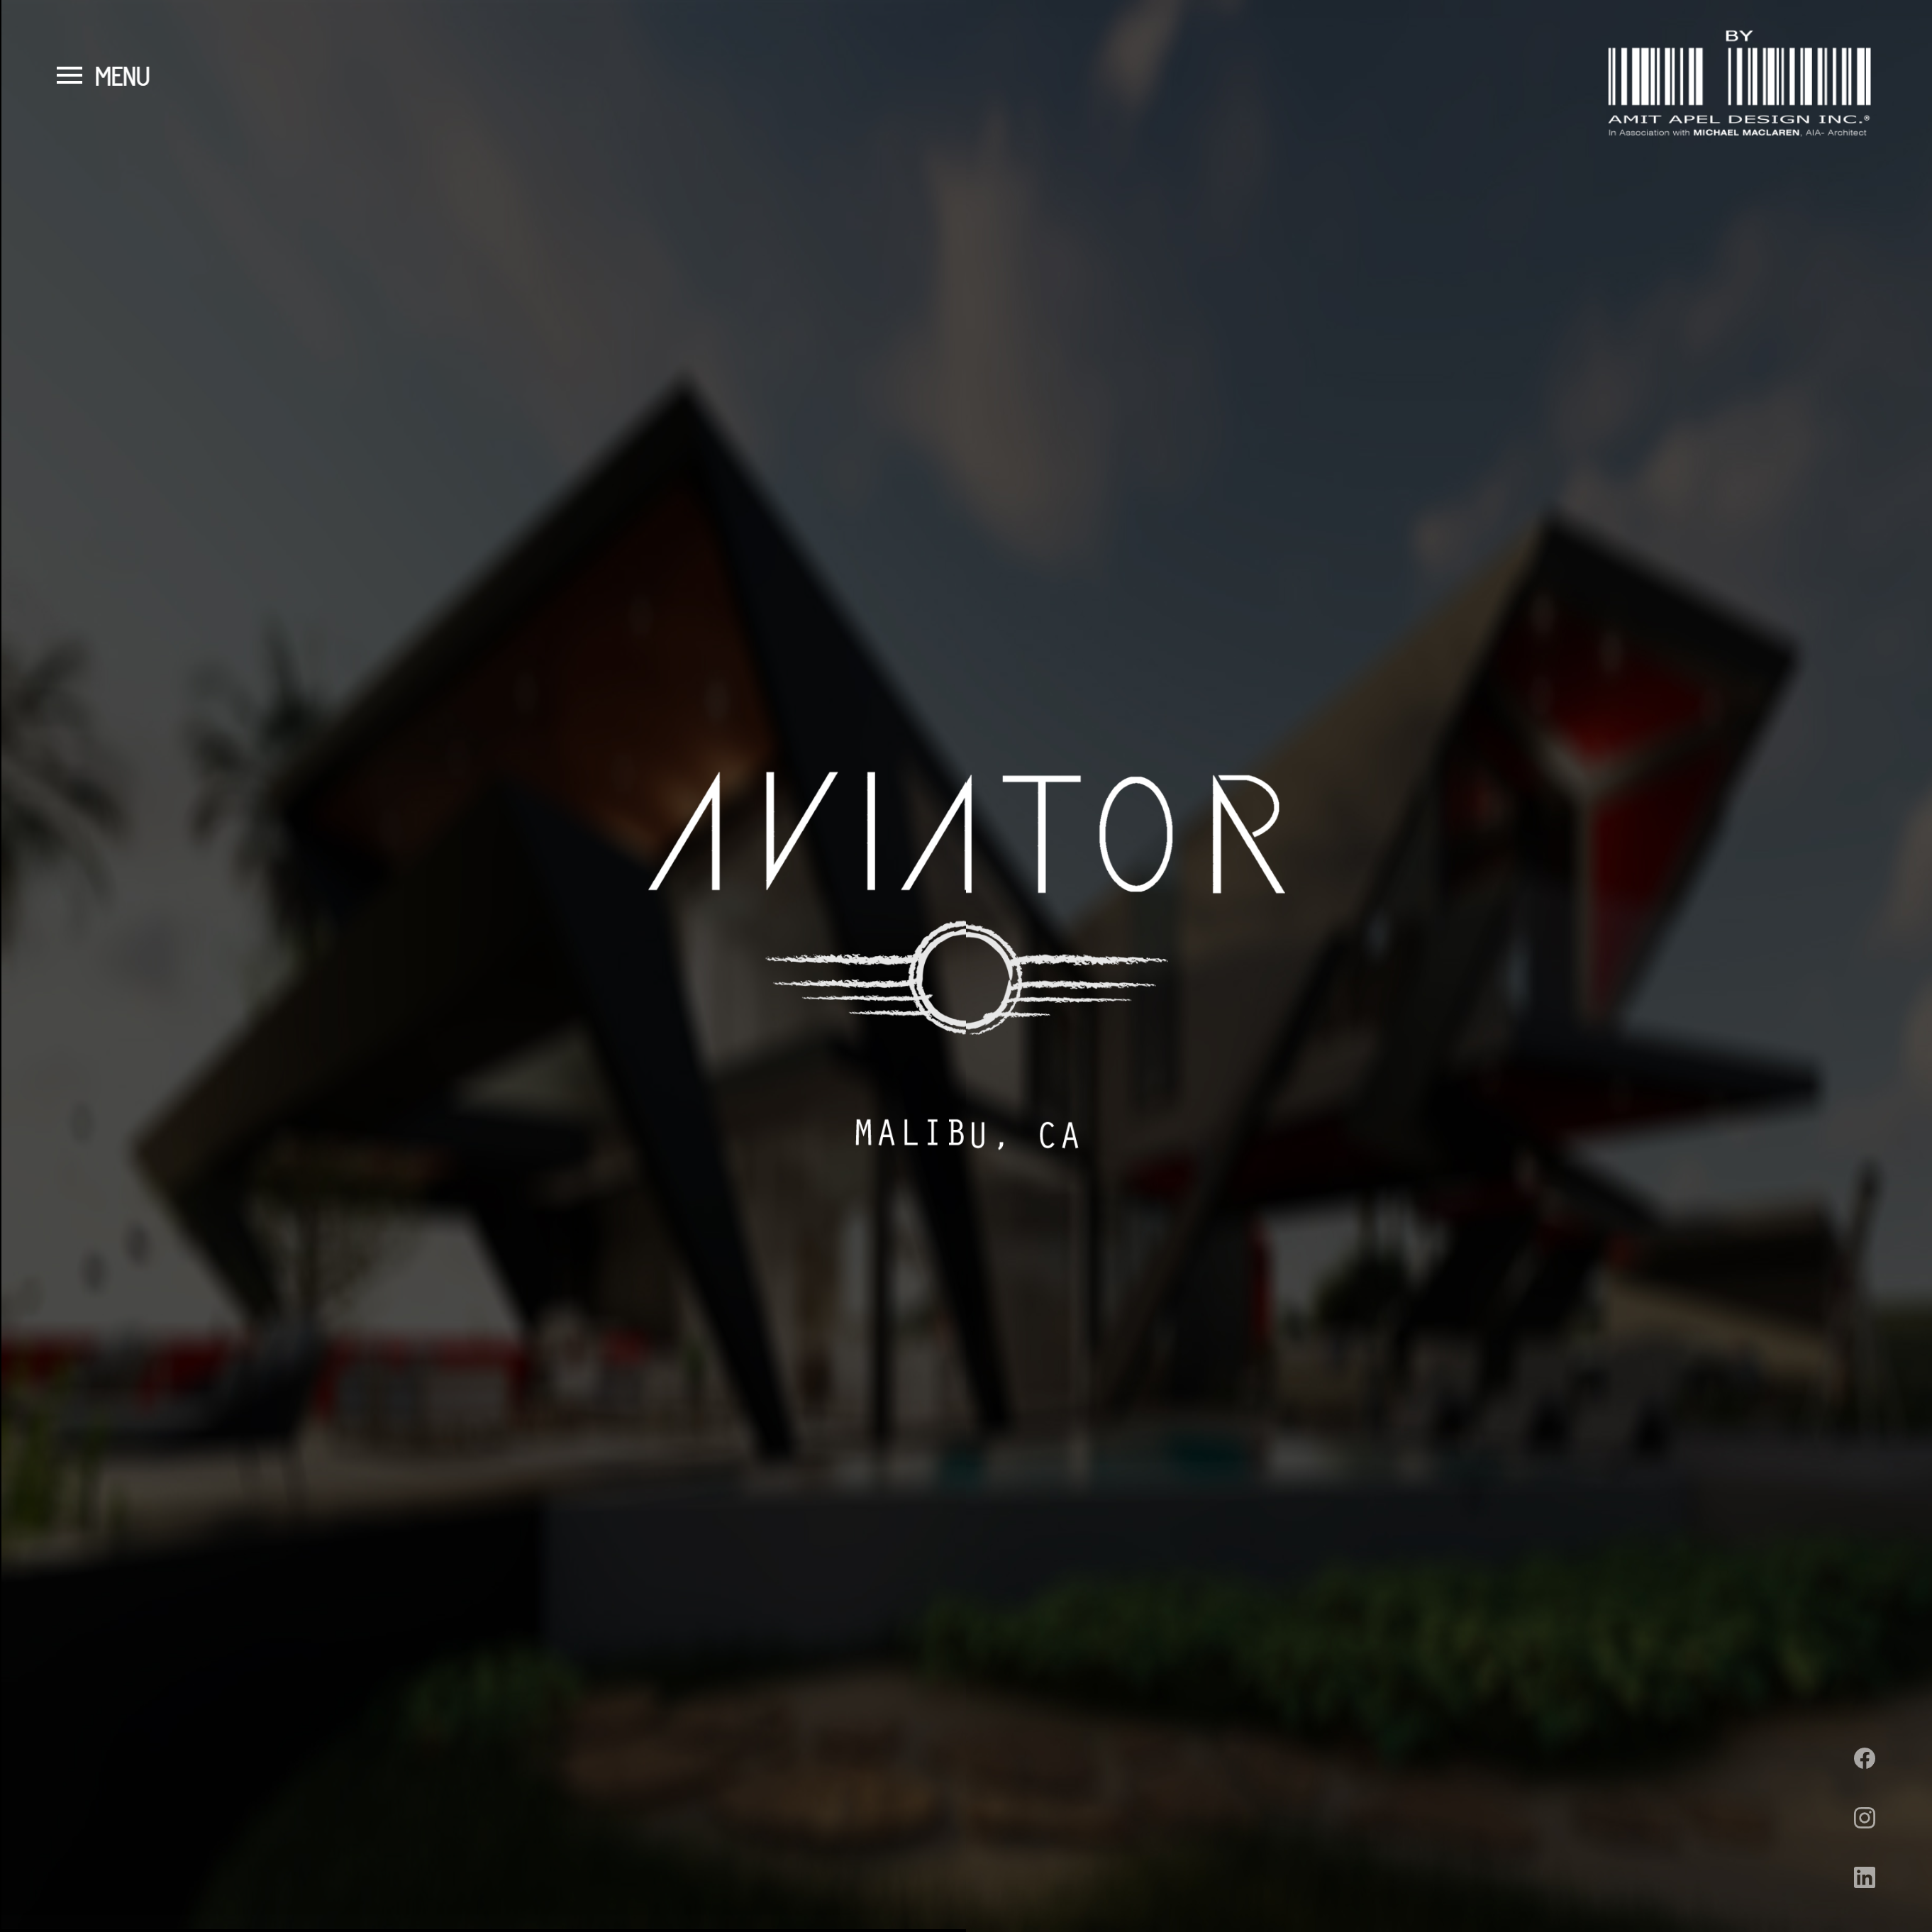 MENU
BY
AMIT APEL DESIGN INC.®
In Association with MICHAEL MACLAREN, AIA- Architect
AVIATOR
MALIBU, CA